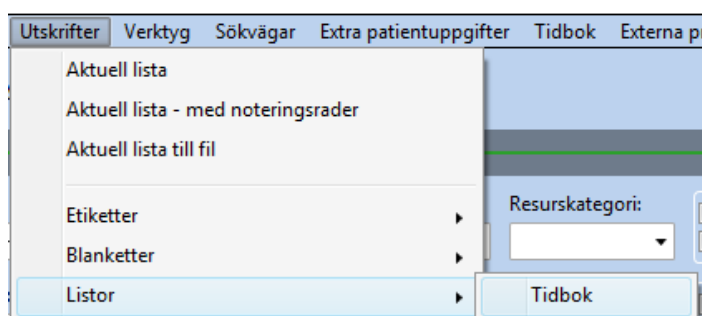 Utskrifter Verktyg Sökvägar Extra patientuppgifter Tidbok Externa
Aktuell lista
Aktuell lista - med noteringsrader
Aktuell lista till fil
Resurskategori:
Etiketter
Blanketter
Listor Tidbok